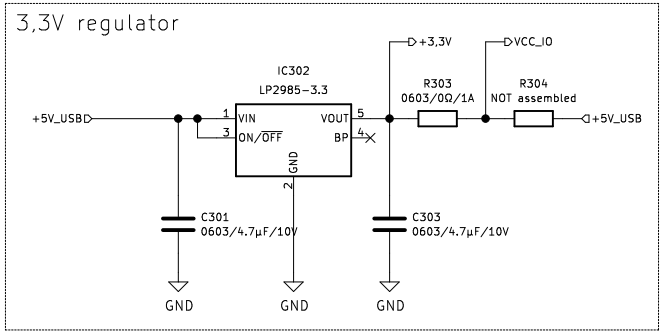 3,3V regulator
+3,3V
VCC_IO
IC302
LP2985-3.3
R303
0603/0Ω/1A
R304
NOT assembled
+5V_USB
1
VIN
VOUT
5
+5V_USB
3
ON/OFF
BP
4
GND
2
C301
0603/4.7µF/10V
C303
0603/4.7µF/10V
GND
GND
GND